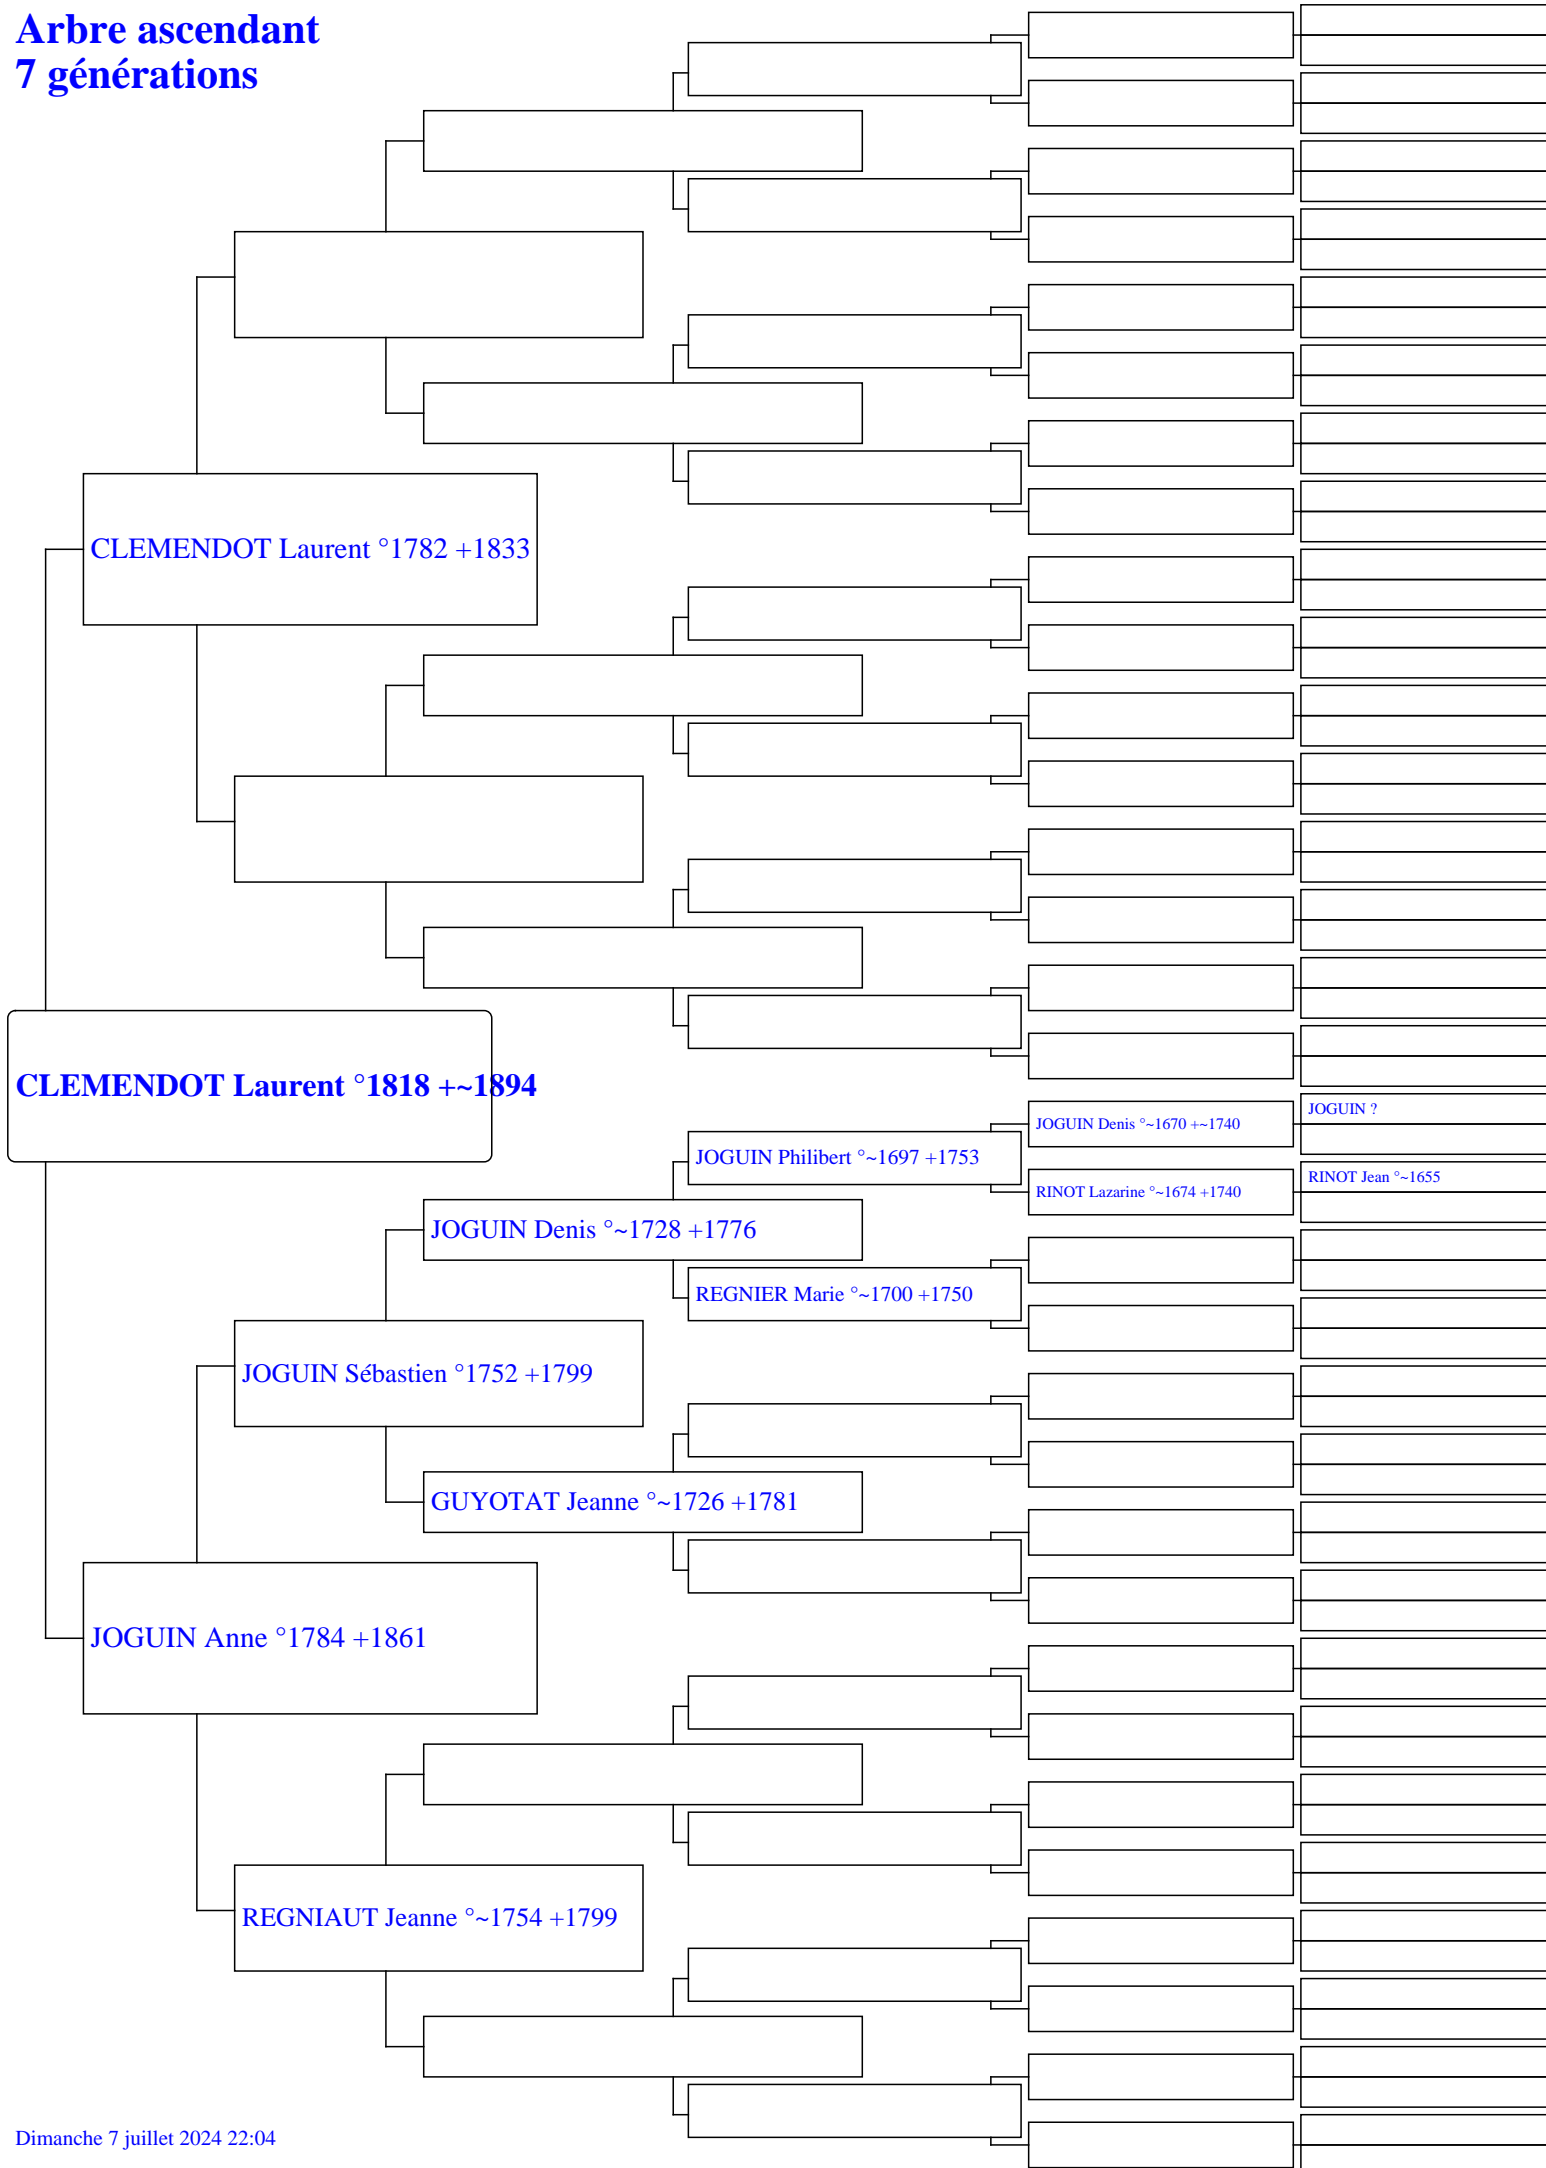 Arbre ascendant
7 générations
CLEMENDOT Laurent °1782 +1833
CLEMENDOT Laurent °1818 +~1894
JOGUIN ?
JOGUIN Denis °~1670 +~1740
JOGUIN Philibert °~1697 +1753
RINOT Jean °~1655
RINOT Lazarine °~1674 +1740
JOGUIN Denis °~1728 +1776
REGNIER Marie °~1700 +1750
JOGUIN Sébastien °1752 +1799
GUYOTAT Jeanne °~1726 +1781
JOGUIN Anne °1784 +1861
REGNIAUT Jeanne °~1754 +1799
Dimanche 7 juillet 2024 22:04